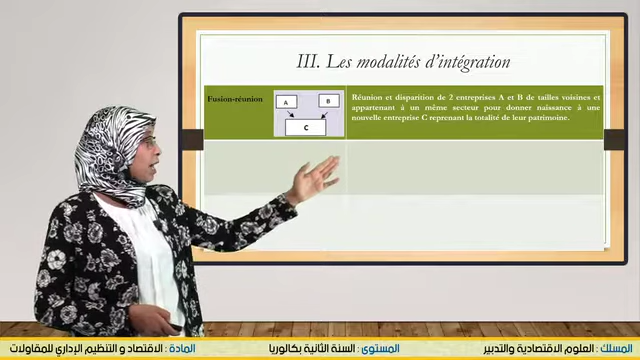 III. Les modalités d'intégration
Fusion-réunion
A
B
C
Réunion et disparition de 2 entreprises A et B de tailles voisines et
appartenant à un même secteur pour donner naissance à une
nouvelle entreprise C reprenant la totalité de leur patrimoine.
المسلك : العلوم الاقتصادية والتدبير
المستوى : السنة الثانية بكالوريا
المادة : الاقتصاد و التنظيم الإداري للمقاولات